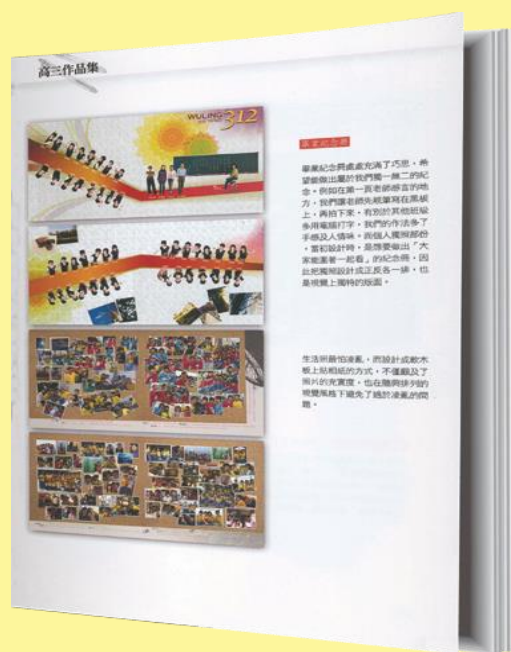 高三作品集
WULING 312
畢業紀念冊
畢業紀念冊處處充滿了巧思，希
望能做出屬於我們獨一無二的紀
念。例如在第一頁老師感言的地
方，我們讓老師先親筆寫在黑板
上，再拍下來，有別於其他班級
多用電腦打字，我們的作法多了
手感及人情味。而個人獨照部份
，當初設計時，是想要做出「大
家能圍著一起看」的紀念冊，因
此把獨照設計成正反各一排，也
是視覺上獨特的版面。
生活照最怕凌亂，而設計成軟木
板上貼相紙的方式，不僅顧及了
照片的充實度，也在隨興排列的
視覺風格下避免了過於凌亂的問
題。